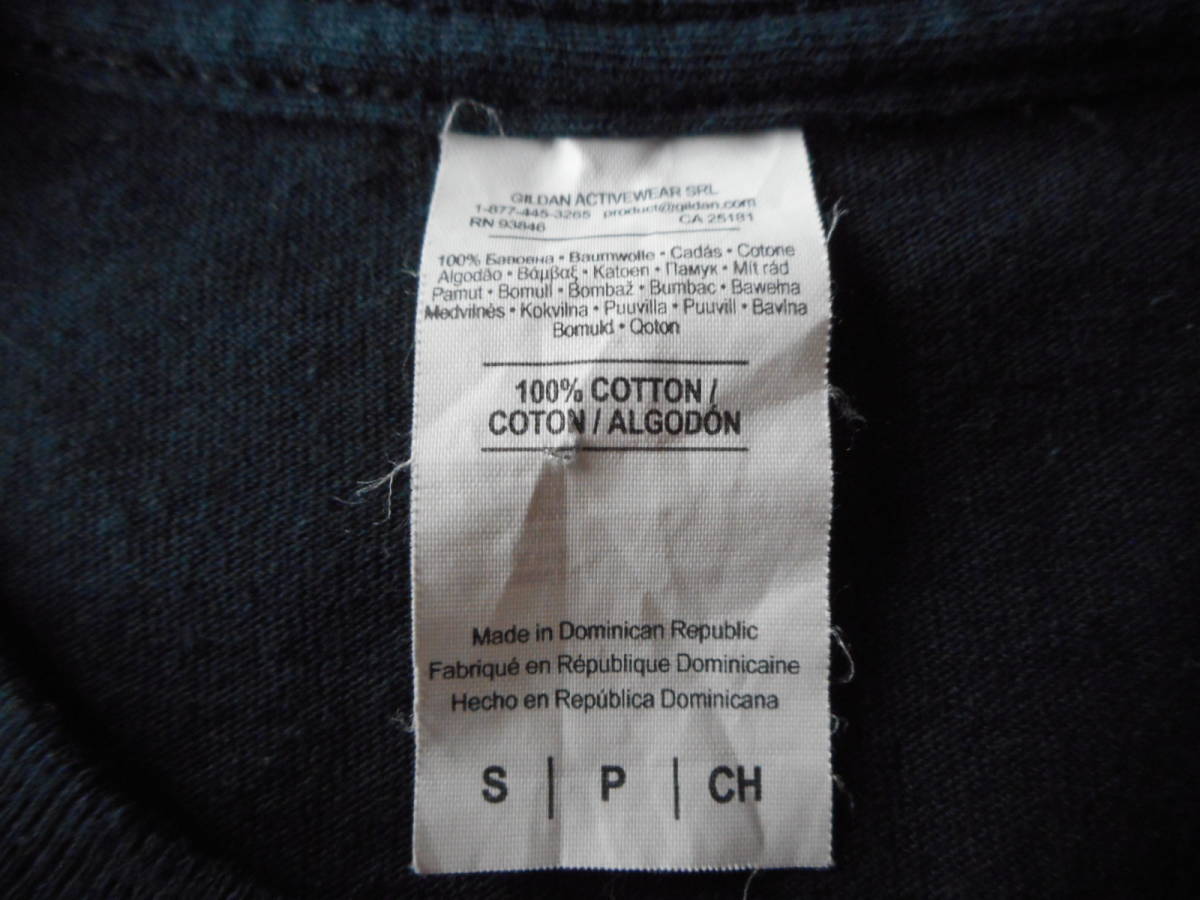 GILDAN ACTIVEWEAR SRL
1-877-445-3265 product@gildan.com
RN 93846 CA 25181
100% Бавовна • Baumwolle • Cadás • Cotone
Algodão • Βάμβαξ • Katoen • Памук • Mit rád
Pamut • Bomull • Bombaž • Bumbac • Bawełna
Medvilnės • Kokvilna • Puuvilla • Puuvill • Bavlna
Bomuld • Qoton
100% COTTON /
COTON / ALGODÓN
Made in Dominican Republic
Fabriqué en République Dominicaine
Hecho en República Dominicana
S | P | CH